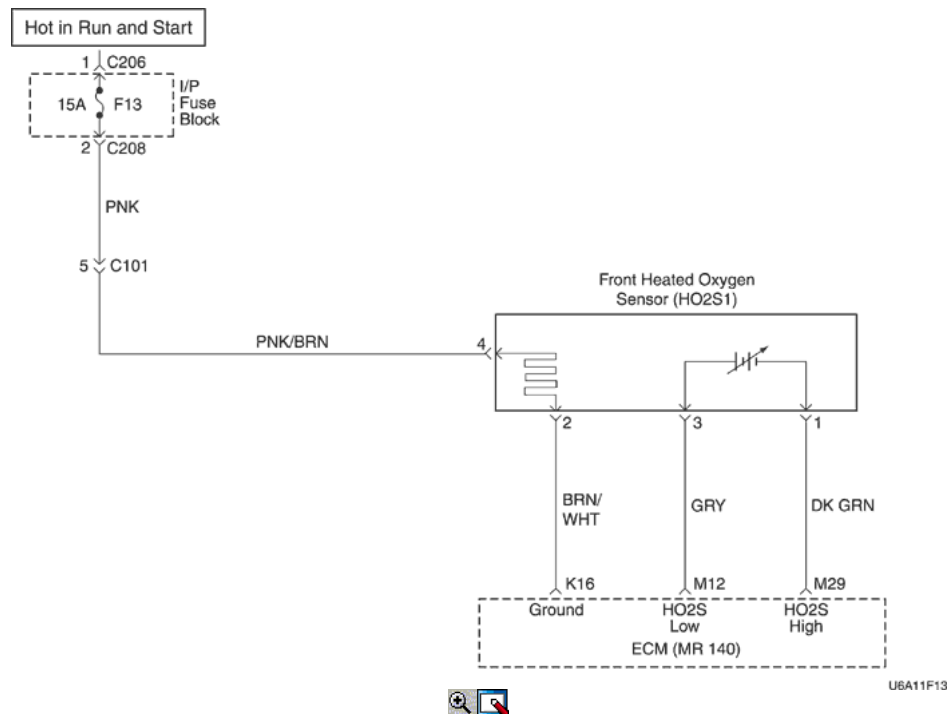 Hot in Run and Start
1 C206
15A F13
I/P
Fuse
Block
2 C208
PNK
5 C101
PNK/BRN
Front Heated Oxygen
Sensor (HO2S1)
4
2
3
1
BRN/
WHT
GRY
DK GRN
K16
M12
M29
Ground
HO2S
Low
HO2S
High
ECM (MR 140)
U6A11F13